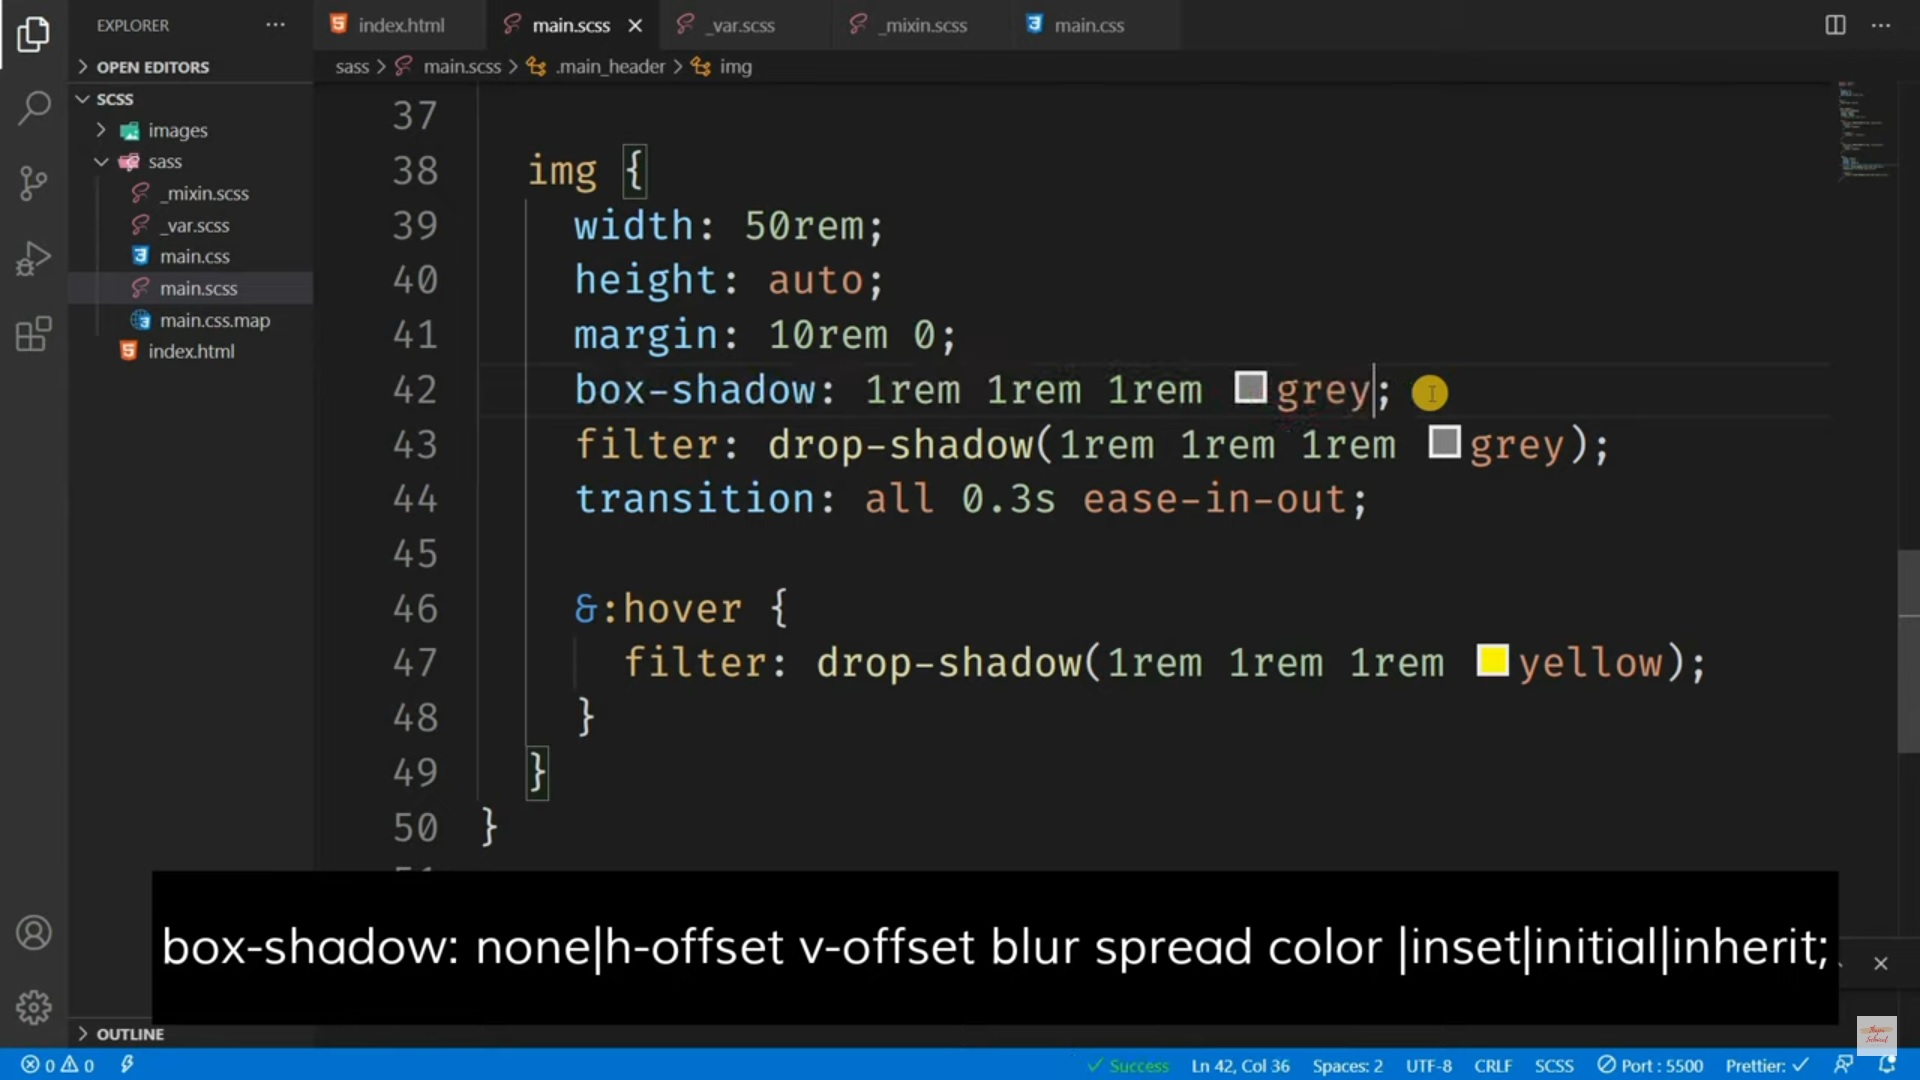 EXPLORER
index.html
main.scss
_var.scss
_mixin.scss
main.css
OPEN EDITORS
sass > main.scss > .main_header > img
SCSS
images
sass
_mixin.scss
_var.scss
main.css
main.scss
main.css.map
index.html
37
38 img {
39 width: 50rem;
40 height: auto;
41 margin: 10rem 0;
42 box-shadow: 1rem 1rem 1rem grey;
43 filter: drop-shadow(1rem 1rem 1rem grey);
44 transition: all 0.3s ease-in-out;
45
46 &:hover {
47 filter: drop-shadow(1rem 1rem 1rem yellow);
48 }
49 }
50 }
box-shadow: none|h-offset v-offset blur spread color |inset|initial|inherit;
OUTLINE
0 0 Success Ln 42, Col 36 Spaces: 2 UTF-8 CRLF SCSS Port : 5500 Prettier: ✓